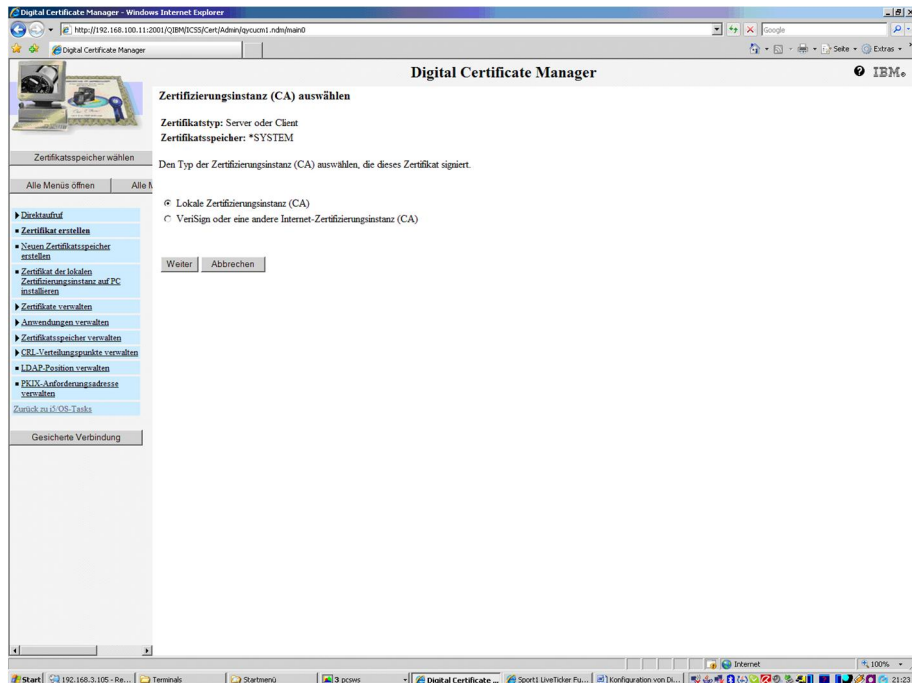 Digital Certificate Manager - Windows Internet Explorer
http://192.168.100.11:2001/QIBM/ICSS/Cert/Admin/qycucm1.ndm/main0
Google
Digital Certificate Manager
Seite
Extras
Digital Certificate Manager
IBM
Zertifikatsspeicher wählen
Alle Menüs öffnen
Alle
Direktaufruf
Zertifikat erstellen
Neuen Zertifikatsspeicher
erstellen
Zertifikat der lokalen
Zertifizierungsinstanz auf PC
installieren
Zertifikate verwalten
Anwendungen verwalten
Zertifikatsspeicher verwalten
CRL-Verteilungspunkte verwalten
LDAP-Position verwalten
PKIX-Anforderungsadresse
verwalten
Zurück zu i5/OS-Tasks
Gesicherte Verbindung
Zertifizierungsinstanz (CA) auswählen
Zertifikatstyp: Server oder Client
Zertifikatsspeicher: *SYSTEM
Den Typ der Zertifizierungsinstanz (CA) auswählen, die dieses Zertifikat signiert.
Lokale Zertifizierungsinstanz (CA)
VeriSign oder eine andere Internet-Zertifizierungsinstanz (CA)
Weiter
Abbrechen
Internet
100%
Start
192.168.3.105 - Re...
Terminals
Startmenü
3 pcsws
Digital Certificate ...
Sport1 LiveTicker Fu...
Konfiguration von Di...
21:23